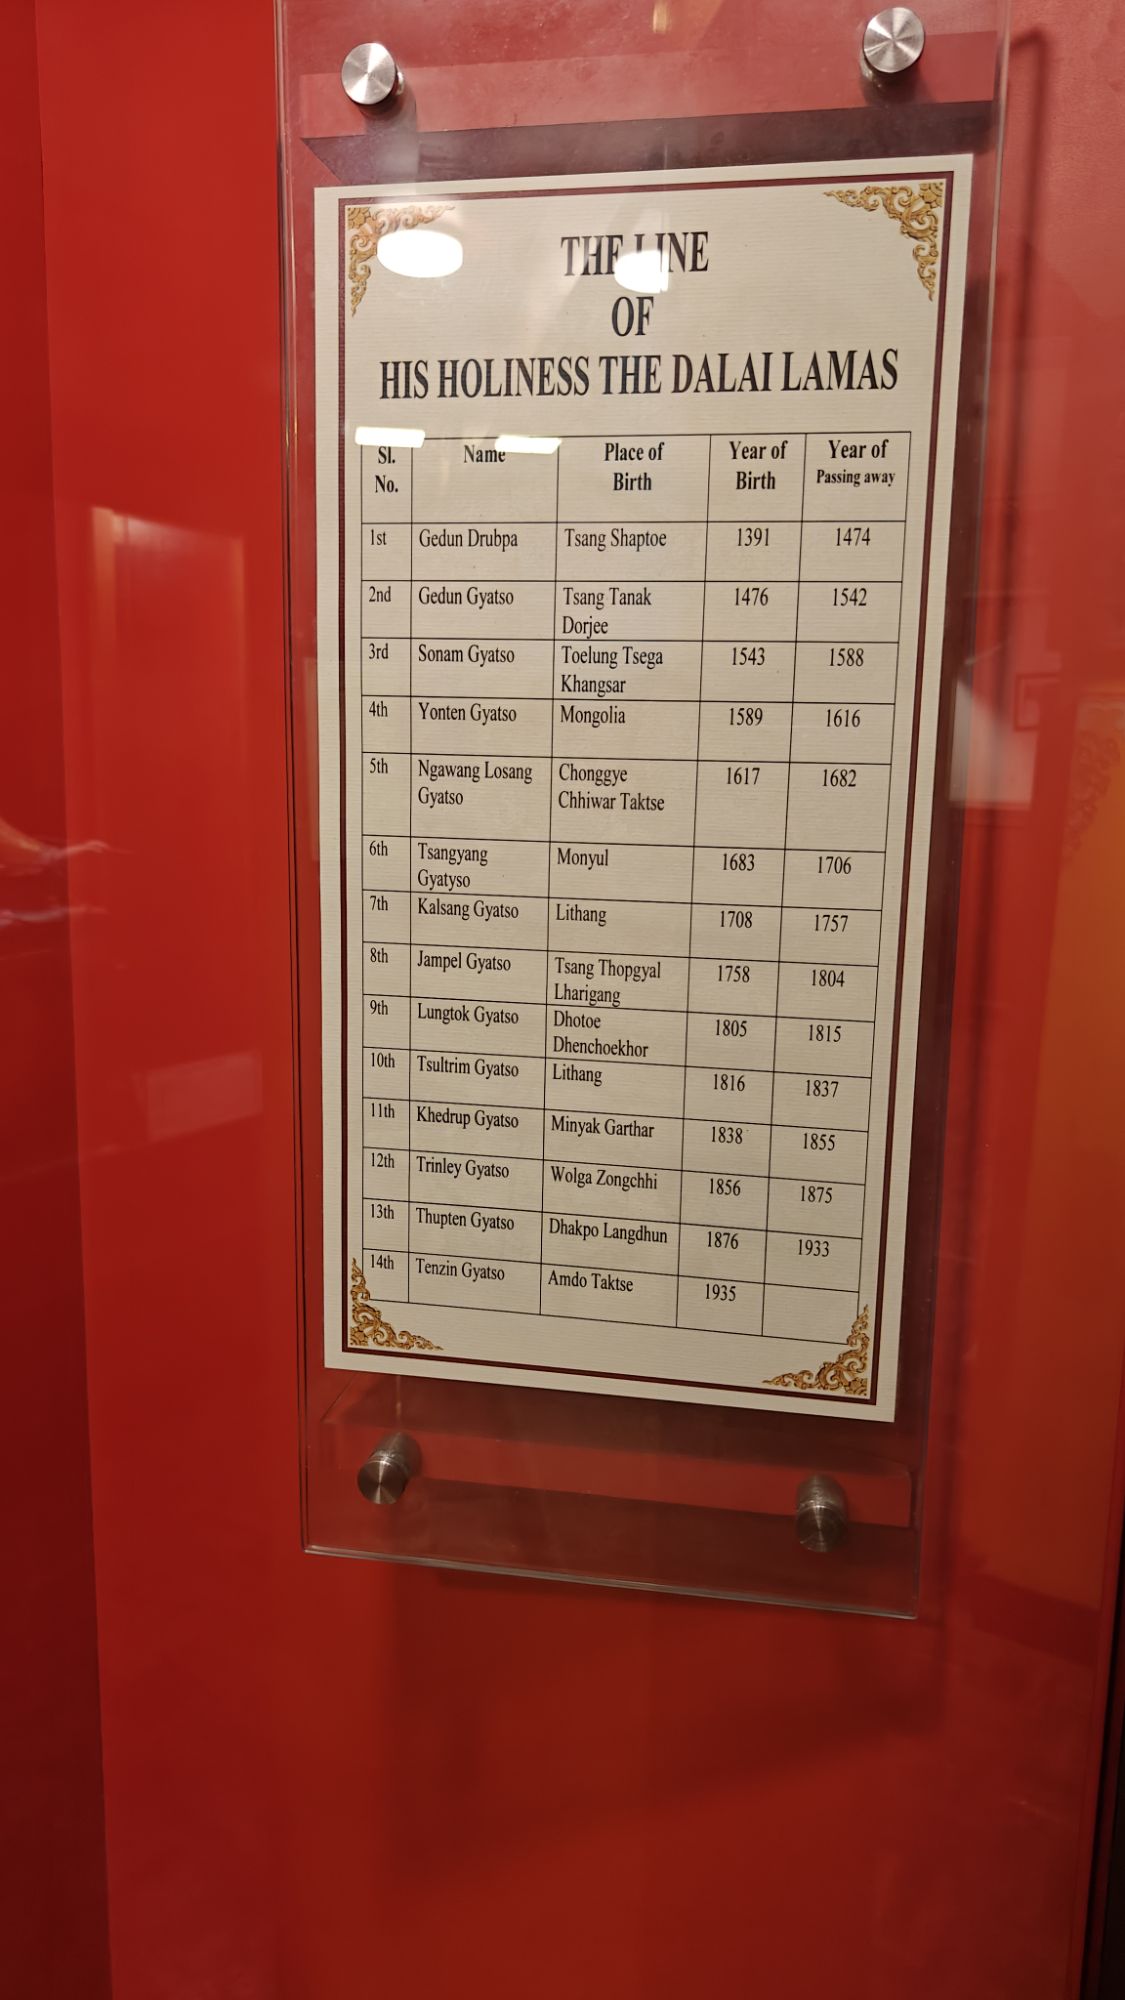 THE LINE
OF
HIS HOLINESS THE DALAI LAMAS
Sl. No. Name Place of Birth Year of Birth Year of Passing away
1st Gedun Drubpa Tsang Shaptoe 1391 1474
2nd Gedun Gyatso Tsang Tanak Dorjee 1476 1542
3rd Sonam Gyatso Toelung Tsega Khangsar 1543 1588
4th Yonten Gyatso Mongolia 1589 1616
5th Ngawang Losang Gyatso Chonggye Chhiwar Taktse 1617 1682
6th Tsangyang Gyatyso Monyul 1683 1706
7th Kalsang Gyatso Lithang 1708 1757
8th Jampel Gyatso Tsang Thopgyal Lharigang 1758 1804
9th Lungtok Gyatso Dhotoe Dhenchoekhor 1805 1815
10th Tsultrim Gyatso Lithang 1816 1837
11th Khedrup Gyatso Minyak Garthar 1838 1855
12th Trinley Gyatso Wolga Zongchhi 1856 1875
13th Thupten Gyatso Dhakpo Langdhun 1876 1933
14th Tenzin Gyatso Amdo Taktse 1935